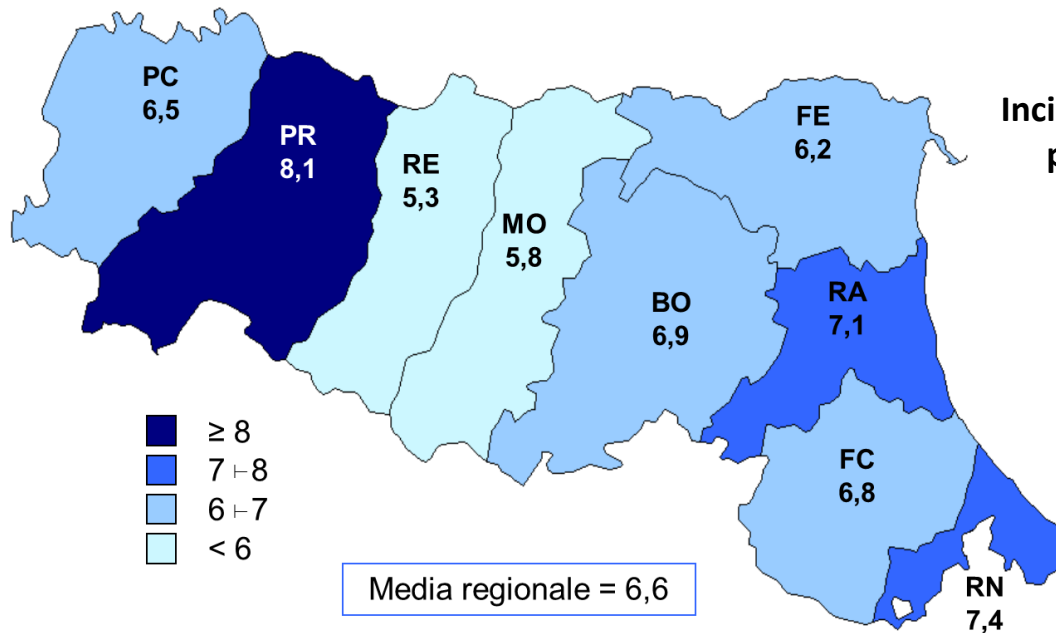 PC
6,5
PR
8,1
RE
5,3
MO
5,8
BO
6,9
FE
6,2
RA
7,1
FC
6,8
RN
7,4
≥ 8
7 ⊢ 8
6 ⊢ 7
< 6
Media regionale = 6,6